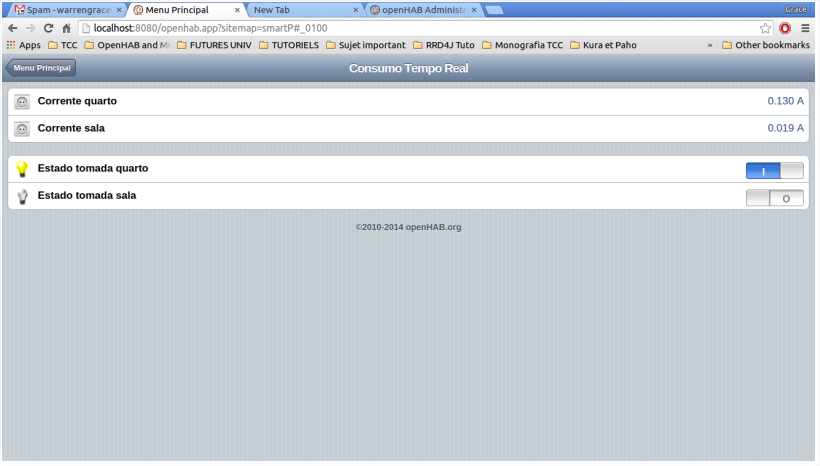 Spam - warrengrace × Menu Principal × New Tab × openHAB Administr × Grace
localhost:8080/openhab.app?sitemap=smartP#_0100
Apps TCC OpenHAB and M FUTURES UNIV TUTORIELS Sujet important RRD4J Tuto Monografia TCC Kura et Paho » Other bookmarks
Menu Principal Consumo Tempo Real
Corrente quarto 0.130 A
Corrente sala 0.019 A
Estado tomada quarto I
Estado tomada sala O
©2010-2014 openHAB.org